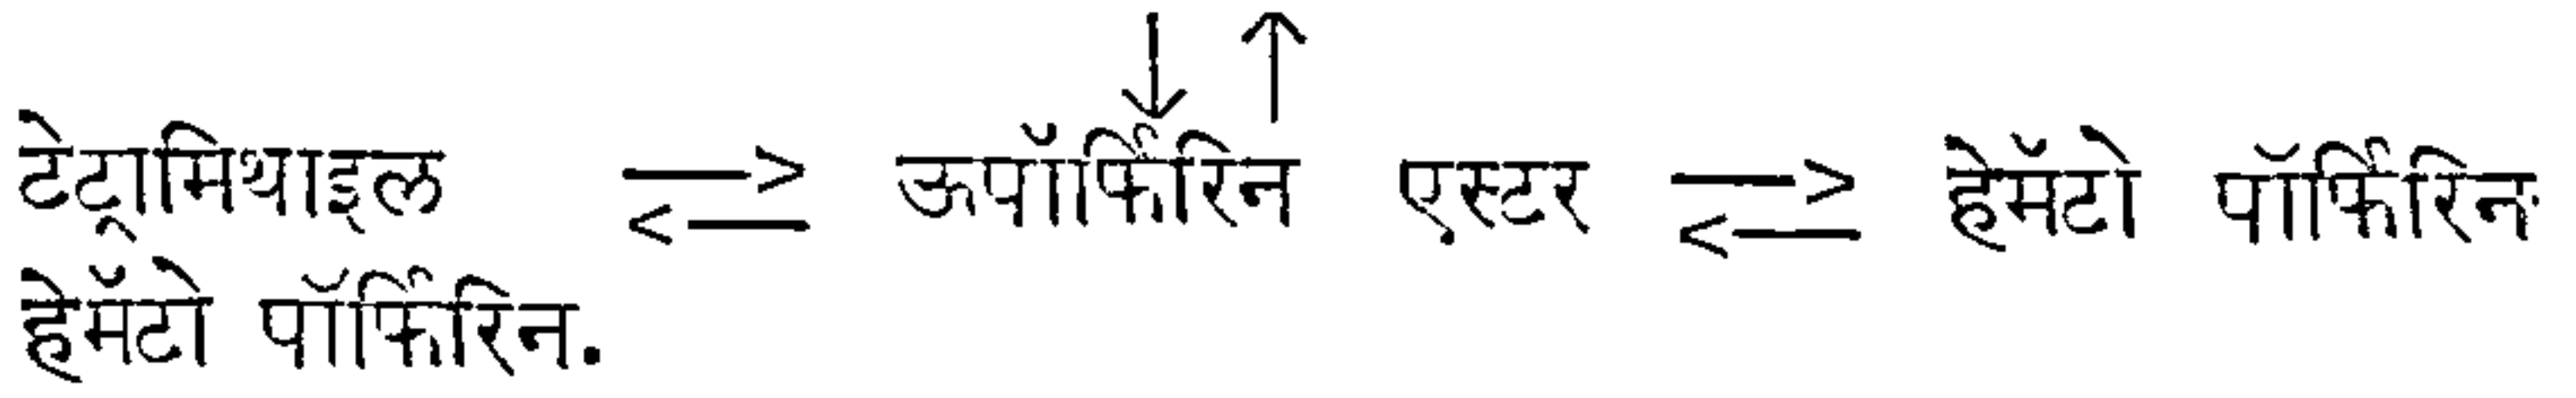 टेट्रामिथाइल ⇌ ऊपॉर्फिरिन एस्टर ⇌ हेमॅटो पॉर्फिरिन
हेमॅटो पॉर्फिरिन.